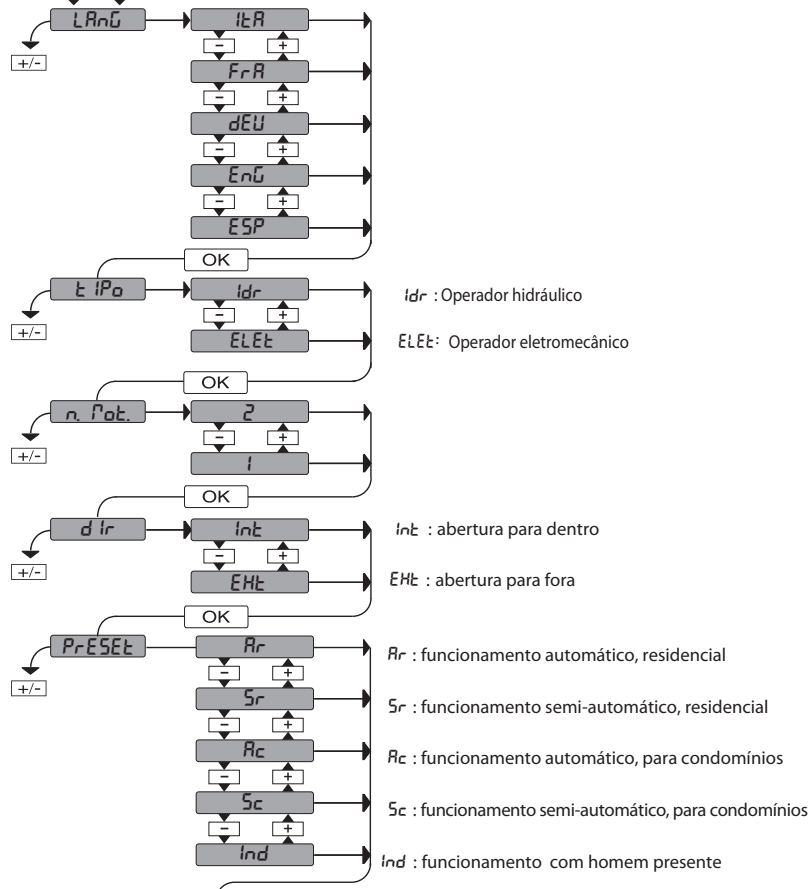 LAnG ItA
- +
+/-
FrA
- +
dEU
- +
EnG
- +
ESP
OK
tIPo Idr Idr : Operador hidráulico
- +
+/-
ELEt ELEt: Operador eletromecânico
OK
n. Mot. 2
- +
+/-
1
OK
dIr Int Int : abertura para dentro
- +
+/-
EHt EHt : abertura para fora
OK
PrESEt Ar Ar : funcionamento automático, residencial
- +
+/-
Sr Sr : funcionamento semi-automático, residencial
- +
Ac Ac : funcionamento automático, para condomínios
- +
Sc Sc : funcionamento semi-automático, para condomínios
- +
Ind Ind : funcionamento com homem presente